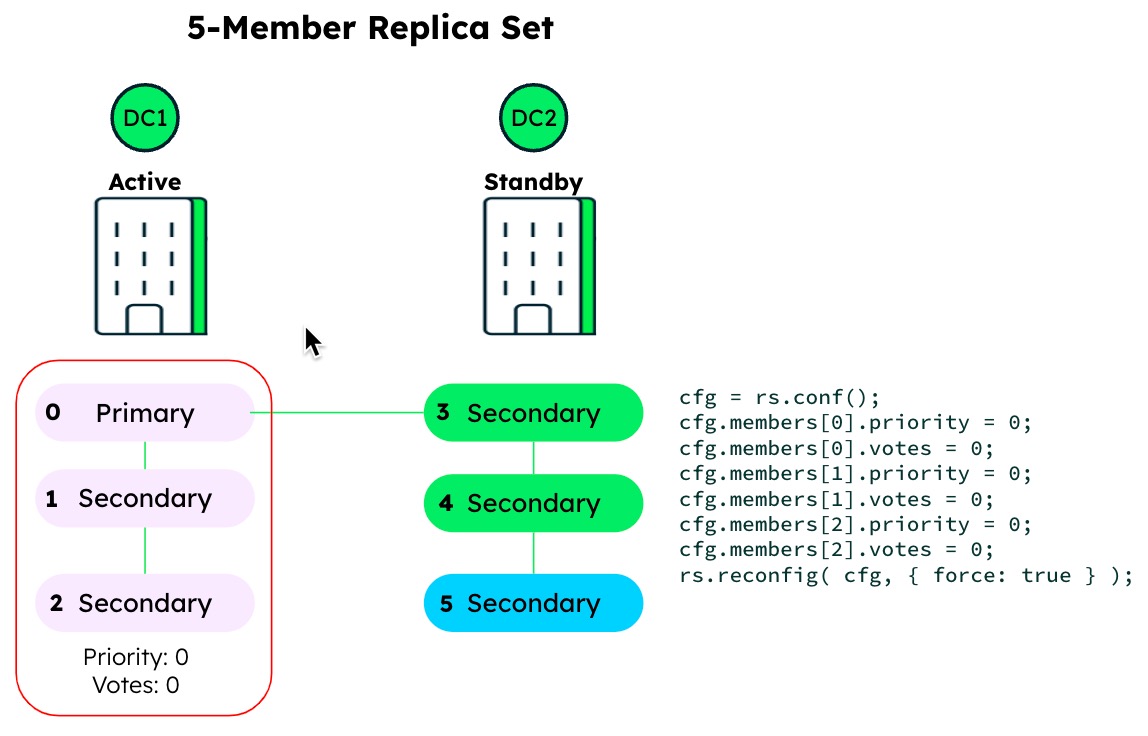 5-Member Replica Set
DC1
DC2
Active
Standby
0 Primary
1 Secondary
2 Secondary
Priority: 0
Votes: 0
3 Secondary
4 Secondary
5 Secondary
cfg = rs.conf();
cfg.members[0].priority = 0;
cfg.members[0].votes = 0;
cfg.members[1].priority = 0;
cfg.members[1].votes = 0;
cfg.members[2].priority = 0;
cfg.members[2].votes = 0;
rs.reconfig( cfg, { force: true } );